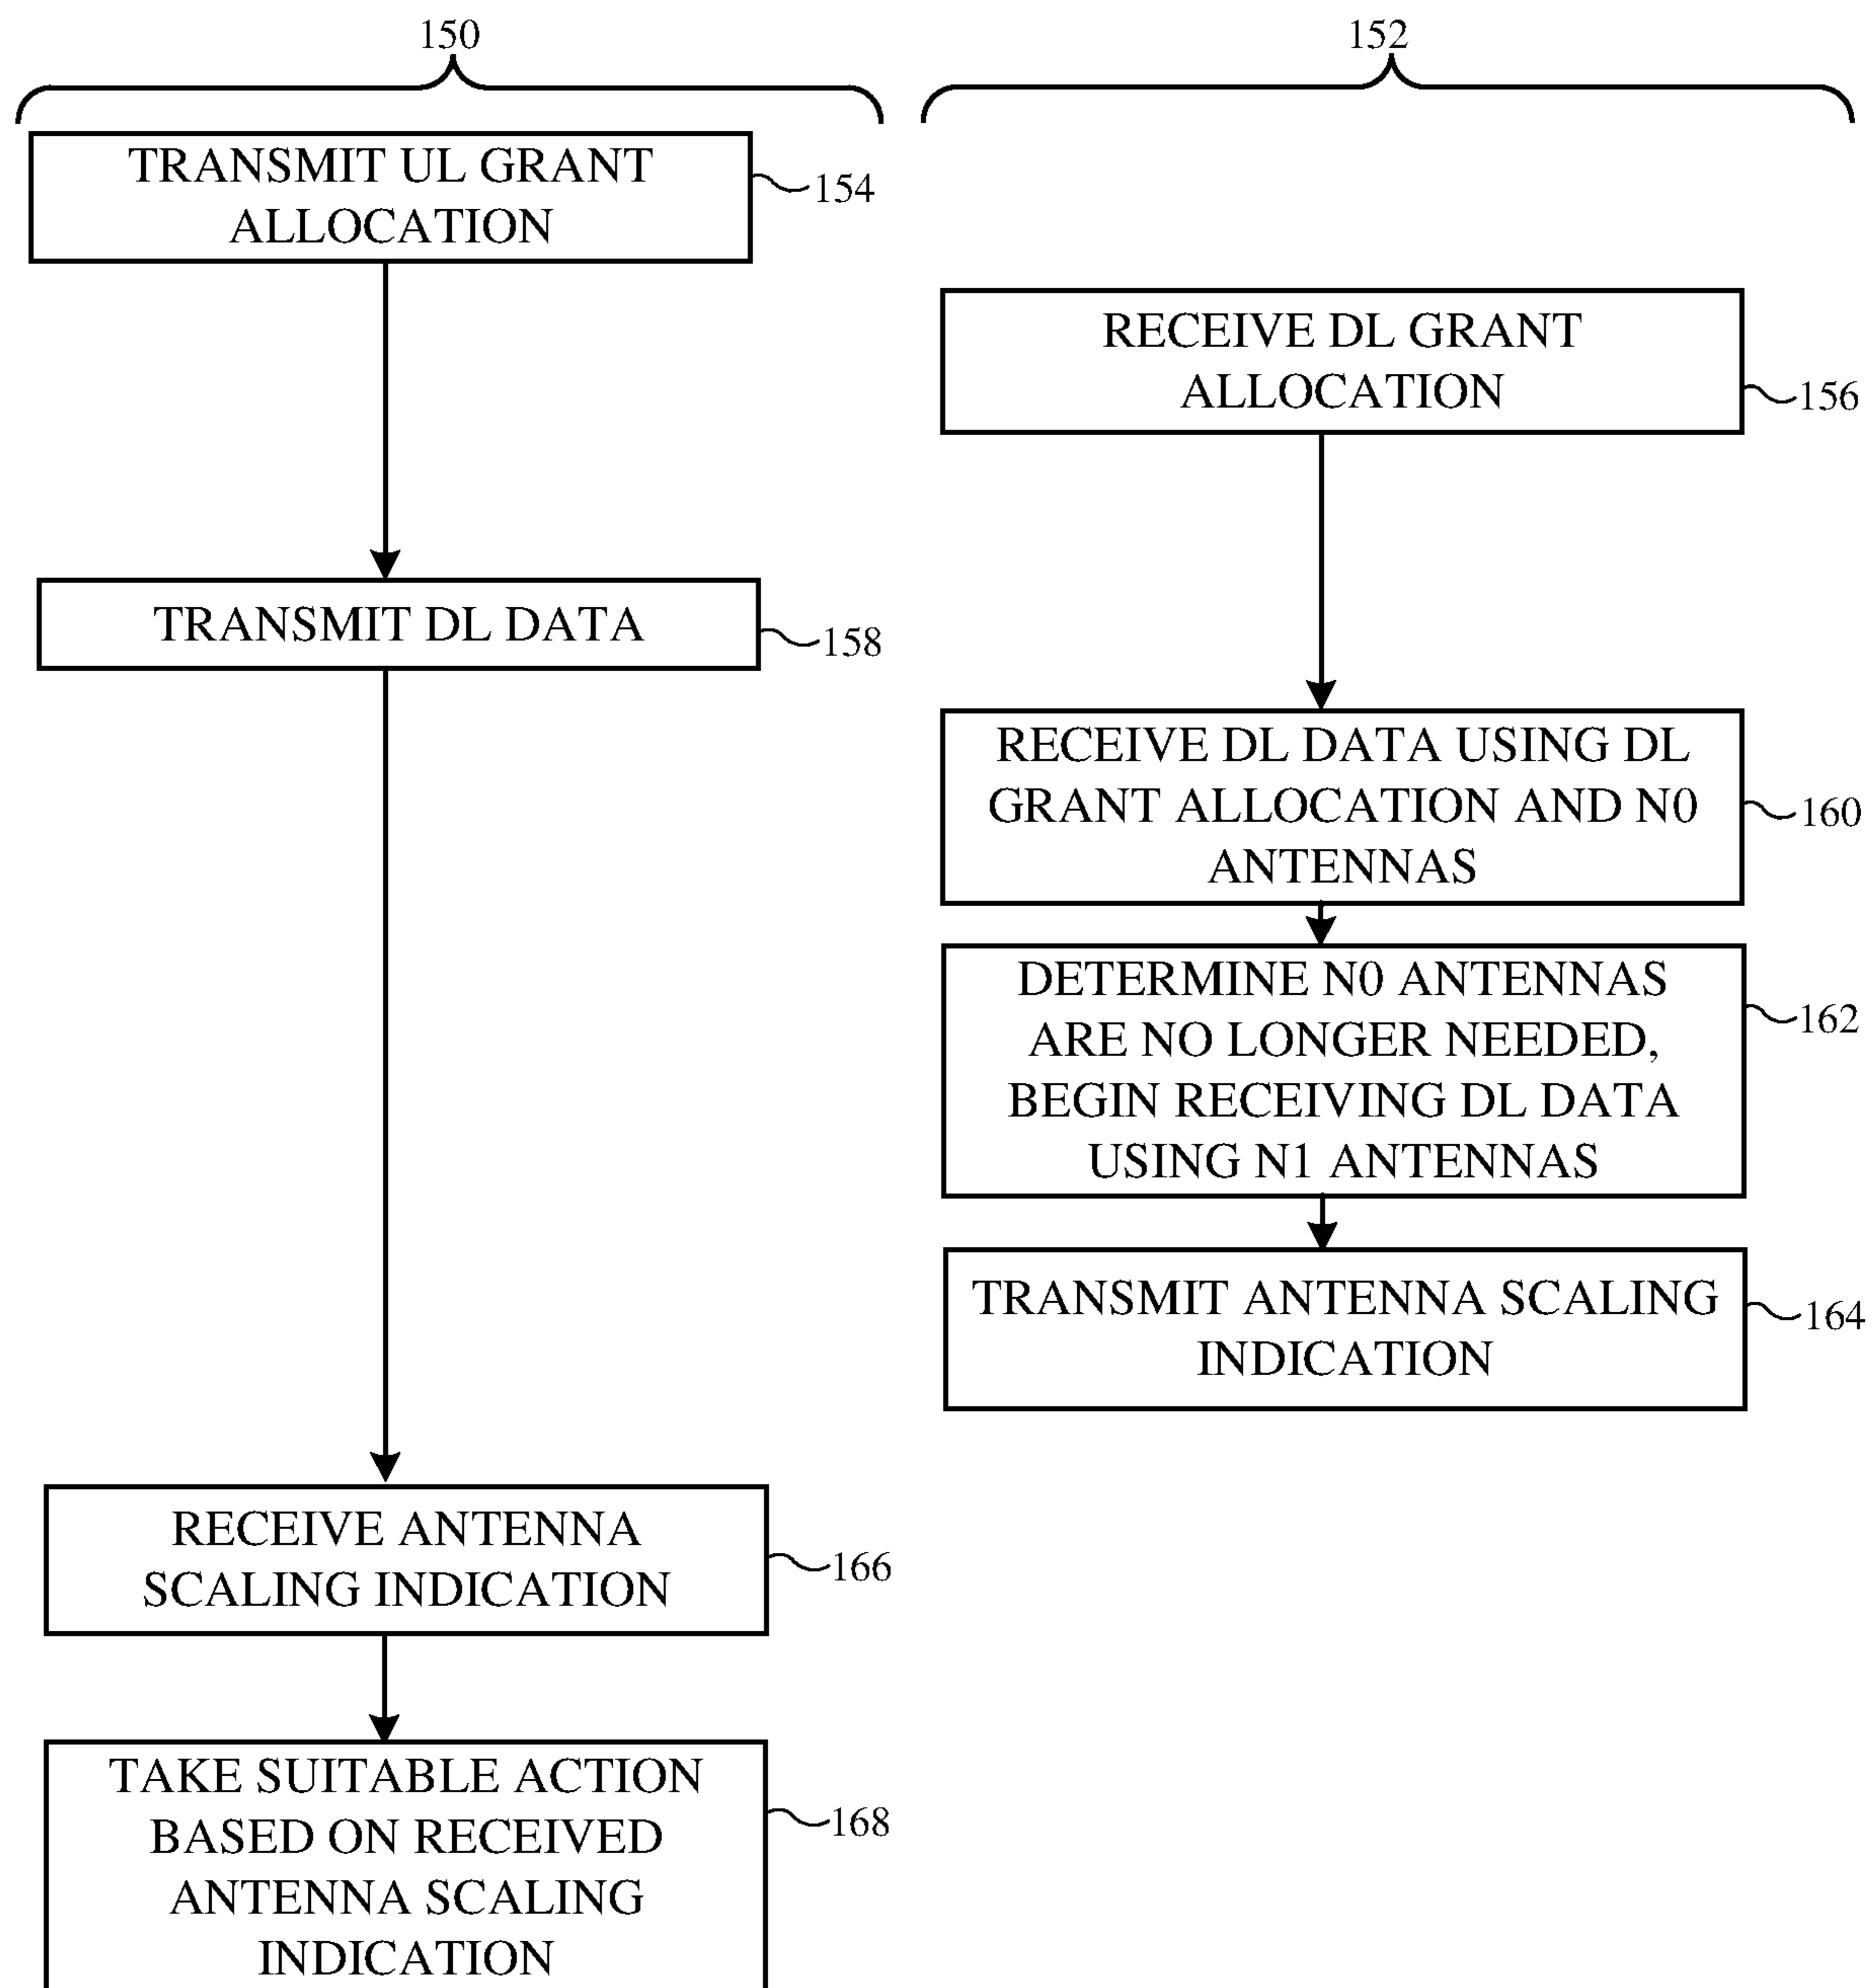 150
152
TRANSMIT UL GRANT
ALLOCATION
154
RECEIVE DL GRANT
ALLOCATION
156
TRANSMIT DL DATA
158
RECEIVE DL DATA USING DL
GRANT ALLOCATION AND N0
ANTENNAS
160
DETERMINE N0 ANTENNAS
ARE NO LONGER NEEDED,
BEGIN RECEIVING DL DATA
USING N1 ANTENNAS
162
TRANSMIT ANTENNA SCALING
INDICATION
164
RECEIVE ANTENNA
SCALING INDICATION
166
TAKE SUITABLE ACTION
BASED ON RECEIVED
ANTENNA SCALING
INDICATION
168